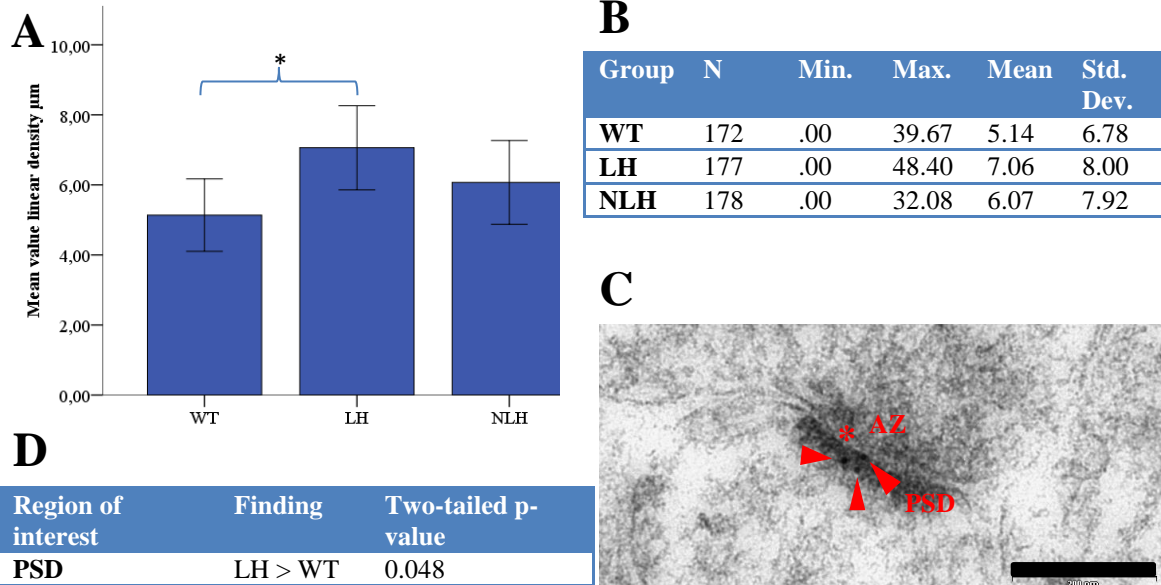 A
10,00
8,00
6,00
4,00
2,00
0,00
Mean value linear density µm
*
WT LH NLH
B
Group N Min. Max. Mean Std. Dev.
WT 172 .00 39.67 5.14 6.78
LH 177 .00 48.40 7.06 8.00
NLH 178 .00 32.08 6.07 7.92
C
* AZ
PSD
D
Region of interest Finding Two-tailed p-value
PSD LH > WT 0.048